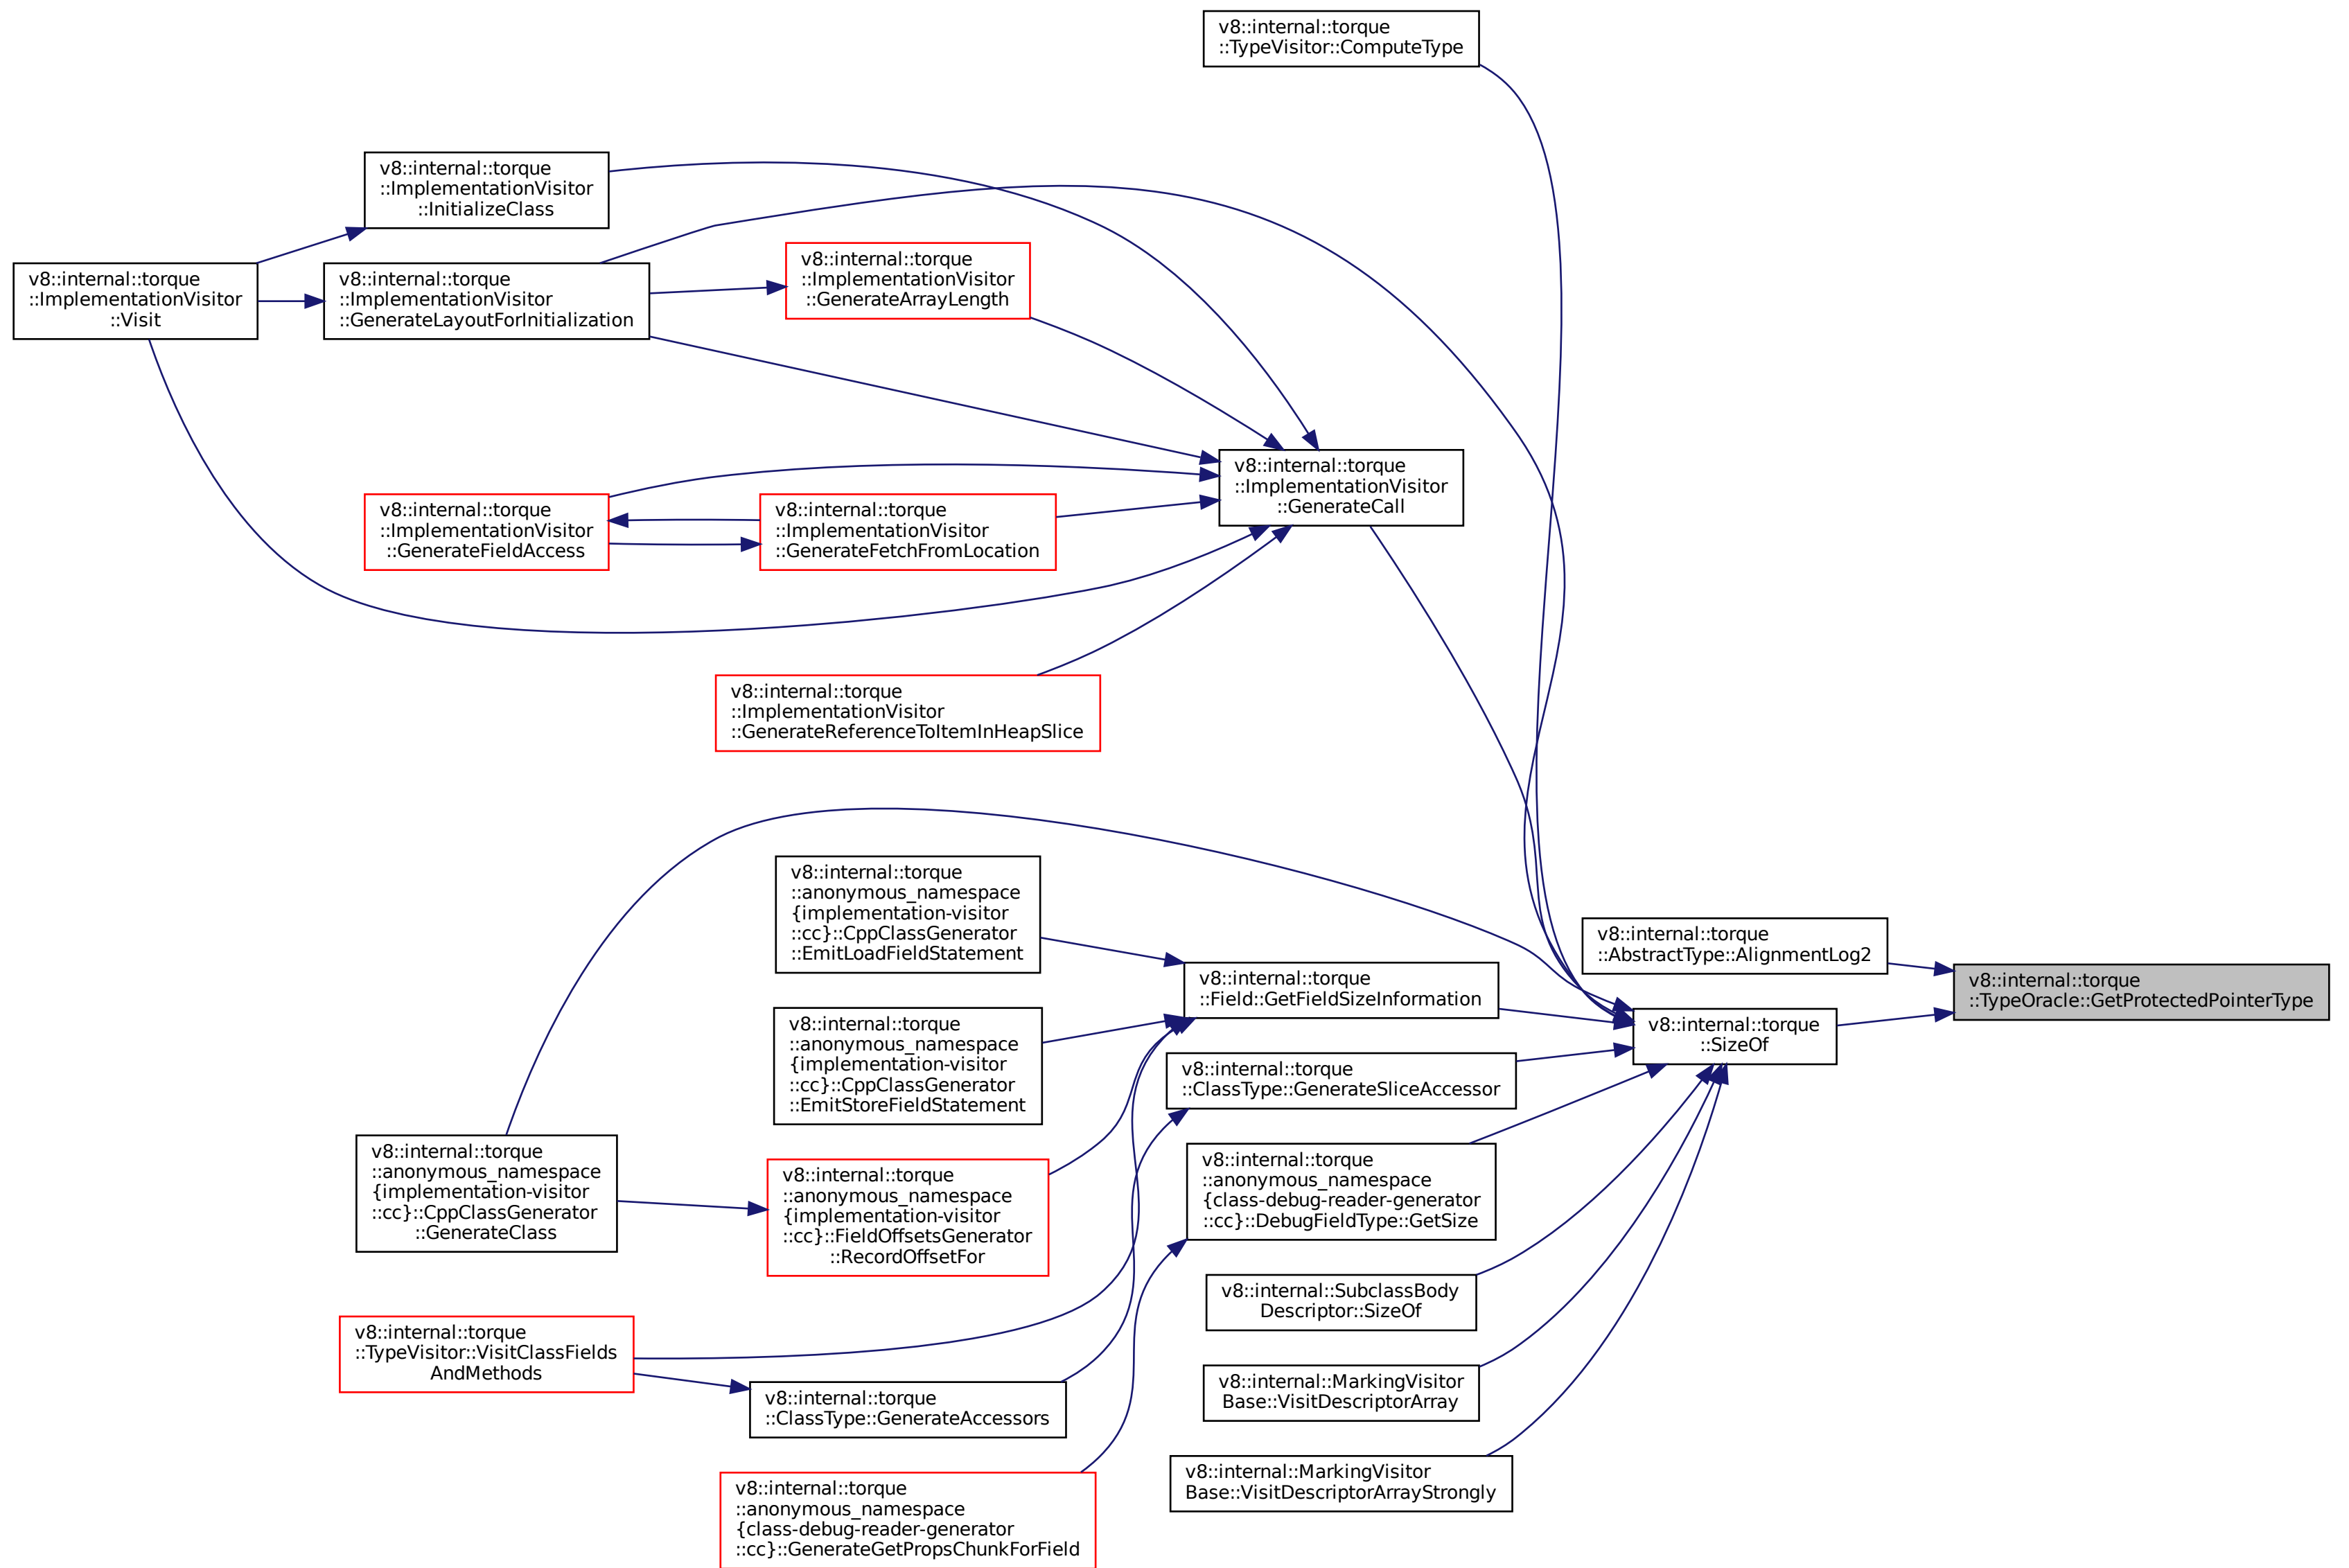 v8::internal::torque
::TypeVisitor::ComputeType
v8::internal::torque
::ImplementationVisitor
::InitializeClass
v8::internal::torque
::ImplementationVisitor
::GenerateArrayLength
v8::internal::torque
::ImplementationVisitor
::Visit
v8::internal::torque
::ImplementationVisitor
::GenerateLayoutForInitialization
v8::internal::torque
::ImplementationVisitor
::GenerateCall
v8::internal::torque
::ImplementationVisitor
::GenerateFieldAccess
v8::internal::torque
::ImplementationVisitor
::GenerateFetchFromLocation
v8::internal::torque
::ImplementationVisitor
::GenerateReferenceToItemInHeapSlice
v8::internal::torque
::anonymous_namespace
{implementation-visitor
::cc}::CppClassGenerator
::EmitLoadFieldStatement
v8::internal::torque
::AbstractType::AlignmentLog2
v8::internal::torque
::TypeOracle::GetProtectedPointerType
v8::internal::torque
::Field::GetFieldSizeInformation
v8::internal::torque
::SizeOf
v8::internal::torque
::anonymous_namespace
{implementation-visitor
::cc}::CppClassGenerator
::EmitStoreFieldStatement
v8::internal::torque
::ClassType::GenerateSliceAccessor
v8::internal::torque
::anonymous_namespace
{implementation-visitor
::cc}::CppClassGenerator
::GenerateClass
v8::internal::torque
::anonymous_namespace
{implementation-visitor
::cc}::FieldOffsetsGenerator
::RecordOffsetFor
v8::internal::torque
::anonymous_namespace
{class-debug-reader-generator
::cc}::DebugFieldType::GetSize
v8::internal::SubclassBody
Descriptor::SizeOf
v8::internal::torque
::TypeVisitor::VisitClassFields
AndMethods
v8::internal::MarkingVisitor
Base::VisitDescriptorArray
v8::internal::torque
::ClassType::GenerateAccessors
v8::internal::MarkingVisitor
Base::VisitDescriptorArrayStrongly
v8::internal::torque
::anonymous_namespace
{class-debug-reader-generator
::cc}::GenerateGetPropsChunkForField